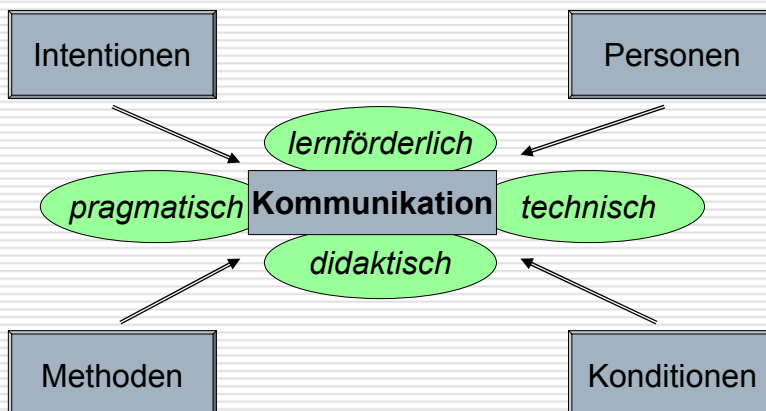 Intentionen
Personen
lernförderlich
pragmatisch
Kommunikation
technisch
didaktisch
Methoden
Konditionen